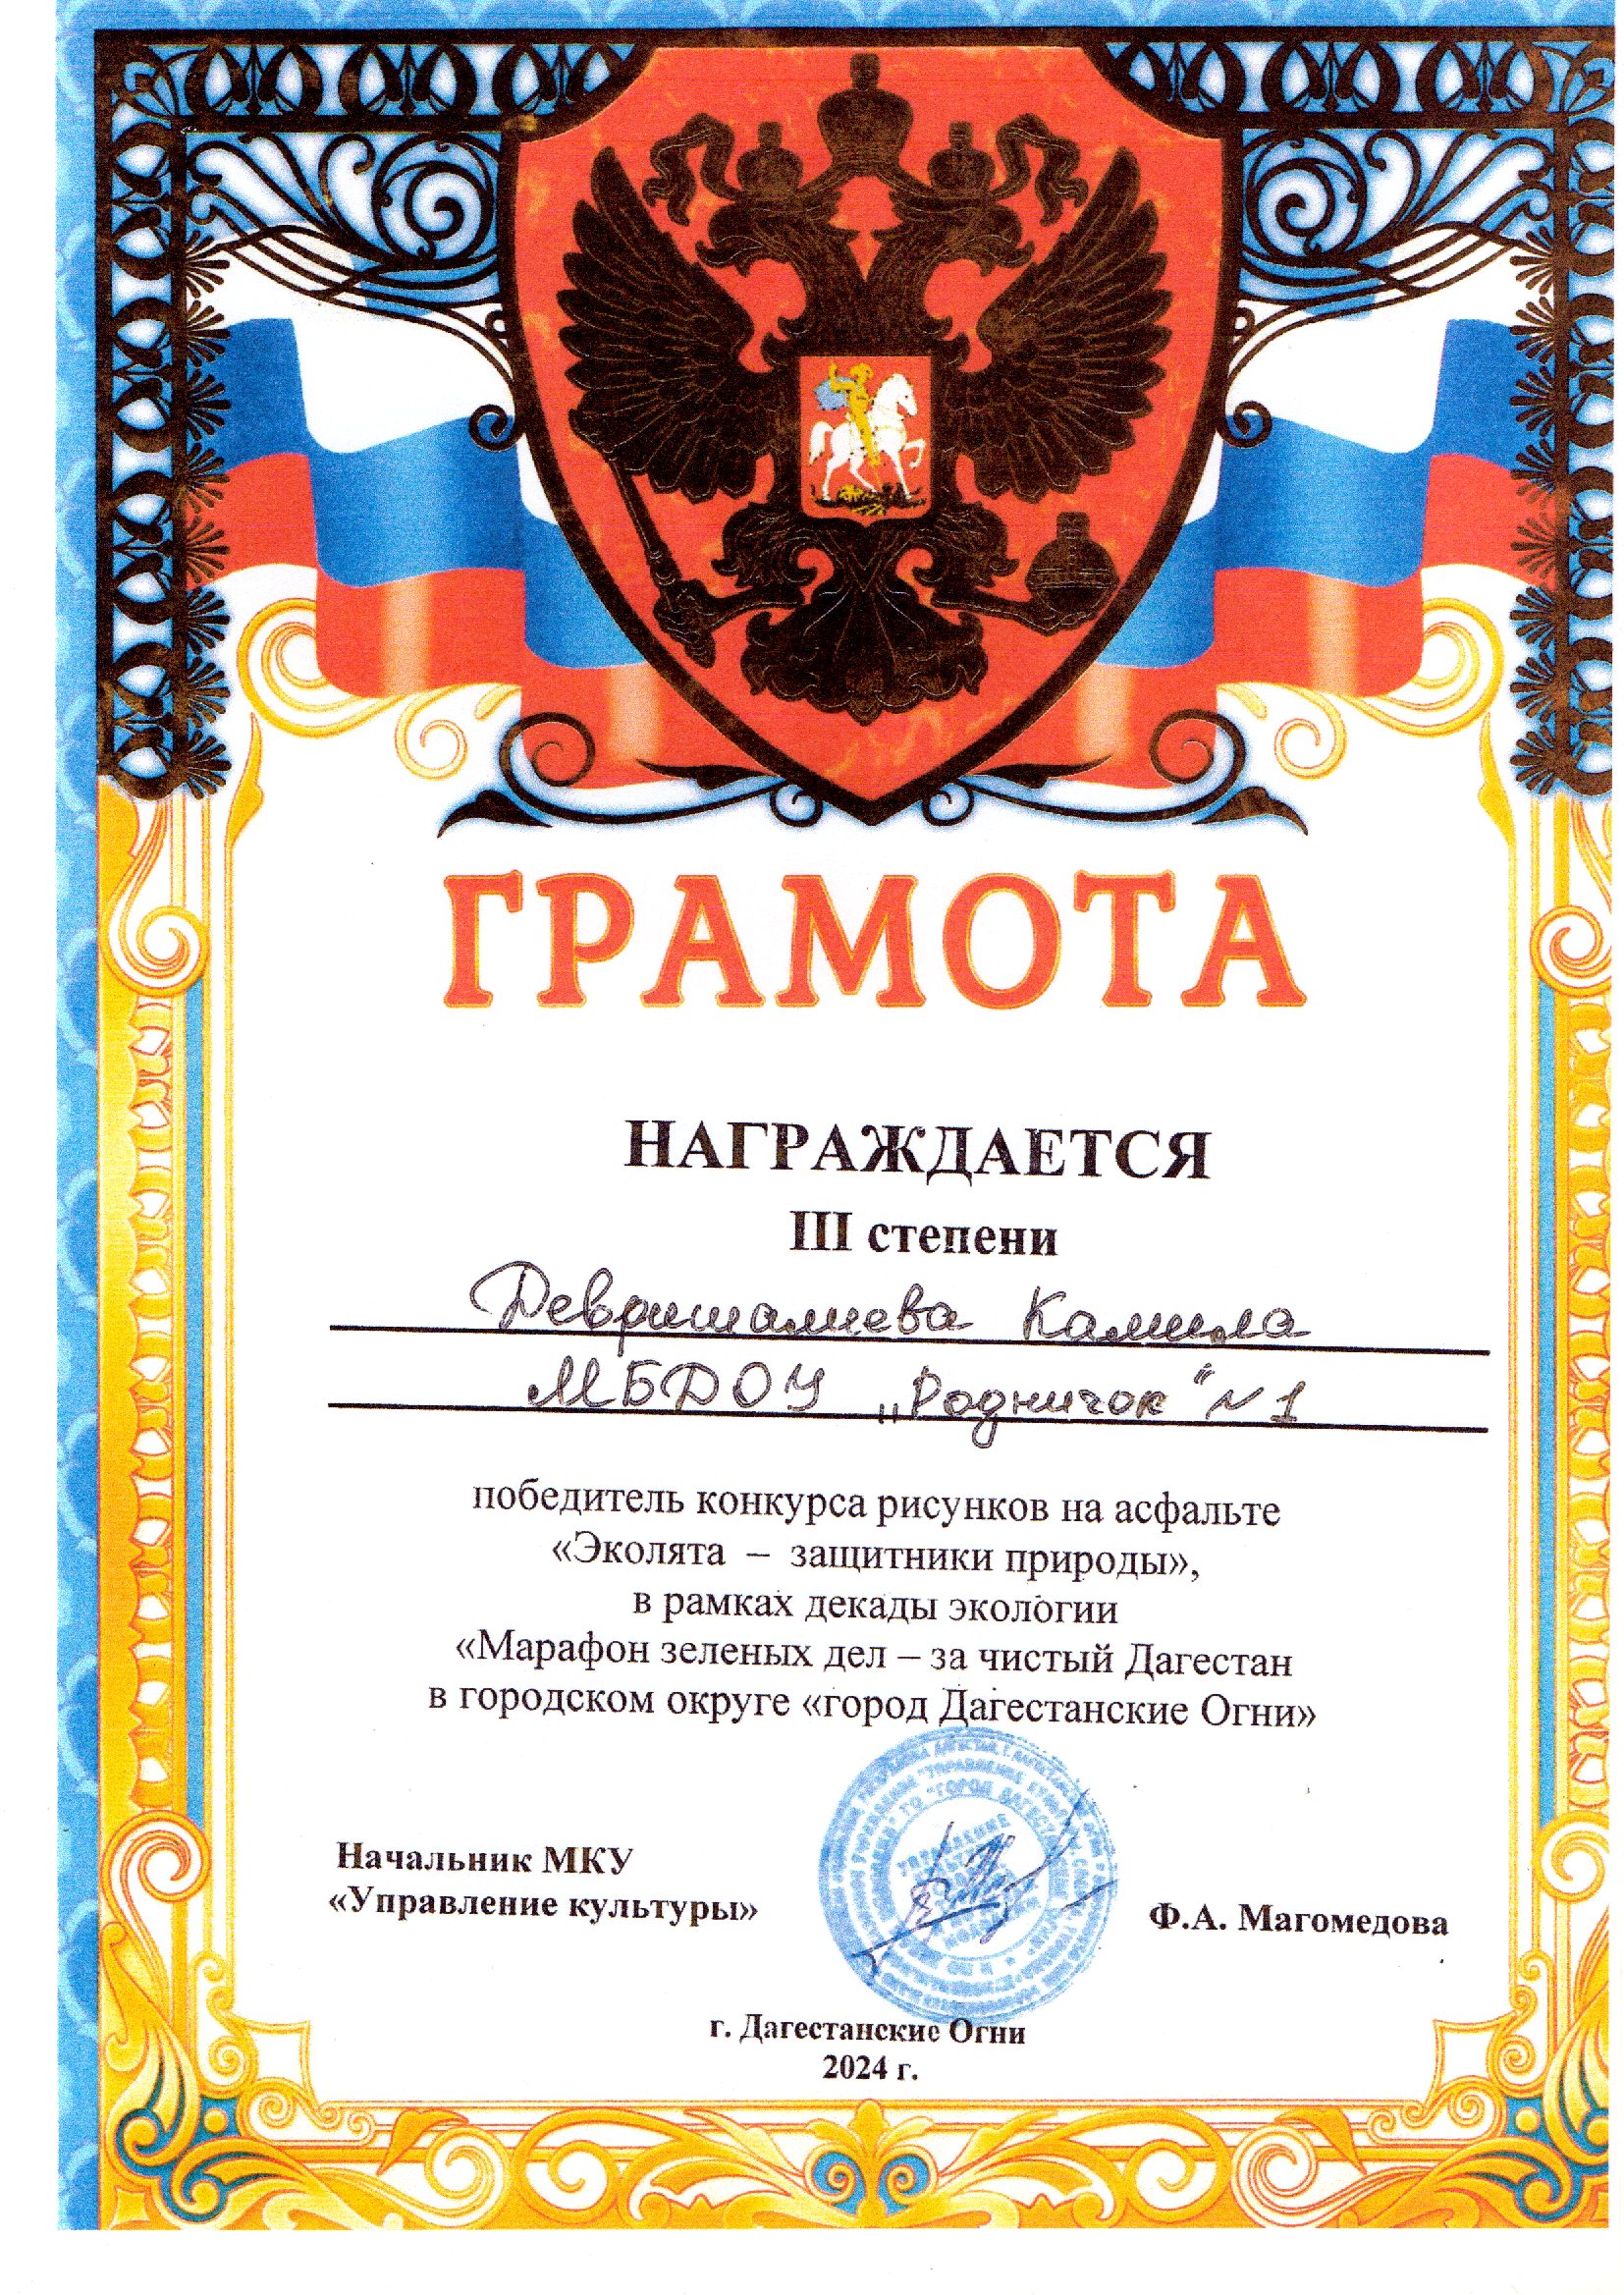 ГРАМОТА
НАГРАЖДАЕТСЯ
III степени
Девришалиева Камила
МБДОУ „Родничок" №1
победитель конкурса рисунков на асфальте
«Эколята – защитники природы»,
в рамках декады экологии
«Марафон зеленых дел – за чистый Дагестан
в городском округе «город Дагестанские Огни»
Начальник МКУ
«Управление культуры»
Ф.А. Магомедова
г. Дагестанские Огни
2024 г.